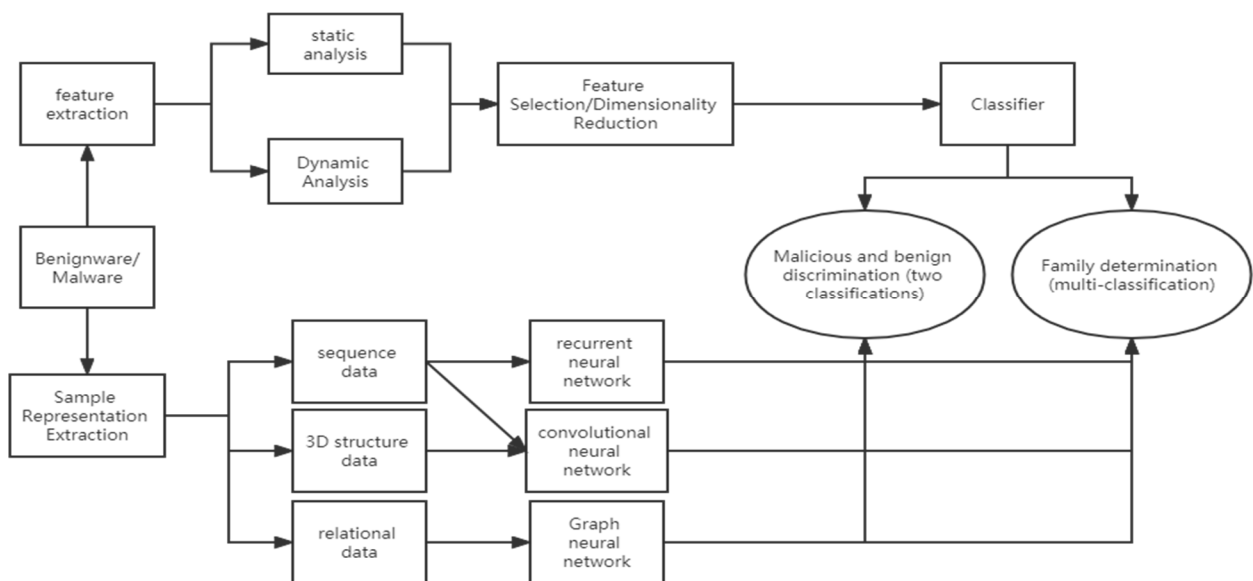 static
analysis
feature
extraction
Feature
Selection/Dimensionality
Reduction
Classifier
Dynamic
Analysis
Benignware/
Malware
Malicious and benign
discrimination (two
classifications)
Family determination
(multi-classification)
Sample
Representation
Extraction
sequence
data
recurrent
neural
network
3D structure
data
convolutional
neural
network
relational
data
Graph
neural
network